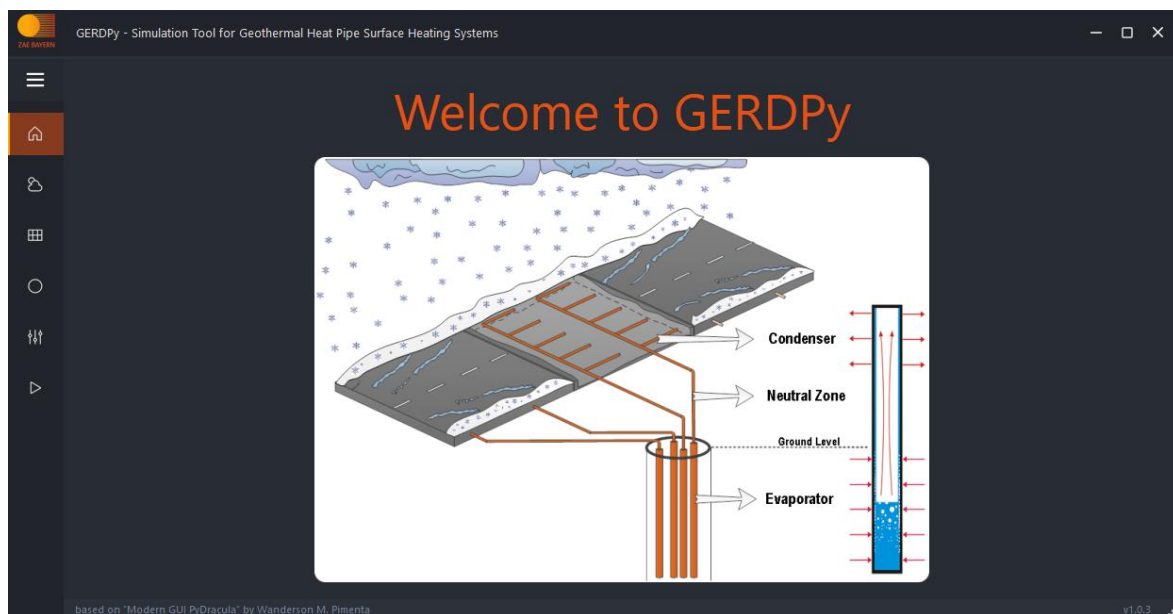 ZAE BAYERN
GERDPy - Simulation Tool for Geothermal Heat Pipe Surface Heating Systems
Welcome to GERDPy
Condenser
Neutral Zone
Ground Level
Evaporator
based on "Modern GUI PyDracula" by Wanderson M. Pimenta
v1.0.3